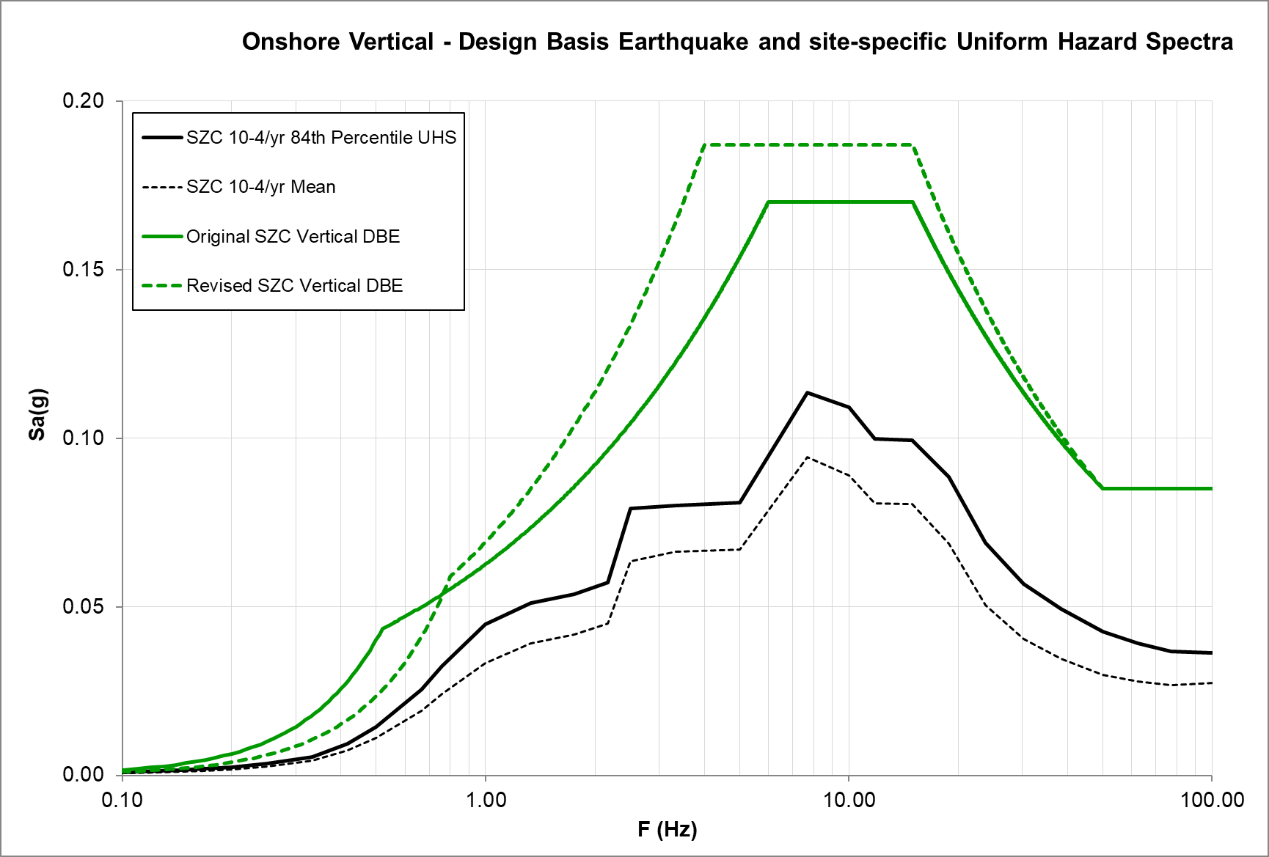 Onshore Vertical - Design Basis Earthquake and site-specific Uniform Hazard Spectra
0.20
SZC 10-4/yr 84th Percentile UHS
SZC 10-4/yr Mean
Original SZC Vertical DBE
Revised SZC Vertical DBE
0.15
Sa(g)
0.10
0.05
0.00
0.10 1.00 10.00 100.00
F (Hz)